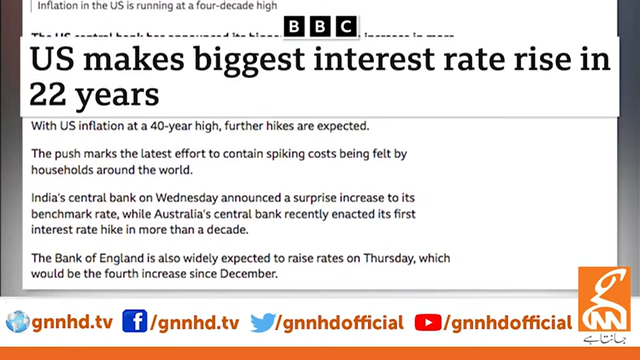 Inflation in the US is running at a four-decade high
BBC
US makes biggest interest rate rise in
22 years
With US inflation at a 40-year high, further hikes are expected.
The push marks the latest effort to contain spiking costs being felt by
households around the world.
India's central bank on Wednesday announced a surprise increase to its
benchmark rate, while Australia's central bank recently enacted its first
interest rate hike in more than a decade.
The Bank of England is also widely expected to raise rates on Thursday, which
would be the fourth increase since December.
gnnhd.tv /gnnhd.tv /gnnhdofficial /gnnhdofficial
GNN
جانتا ہے